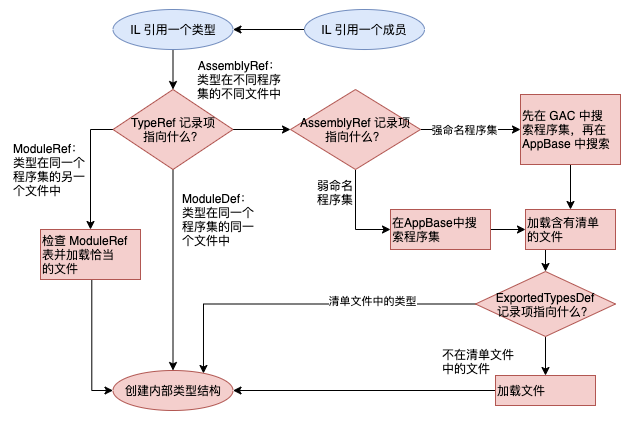 IL 引用一个类型
IL 引用一个成员
AssemblyRef:
类型在不同程序
集的不同文件中
TypeRef 记录项
指向什么?
AssemblyRef 记录项
指向什么?
强命名程序集
先在 GAC 中搜
索程序集，再在
AppBase 中搜索
ModuleRef:
类型在同一个
程序集的另一
个文件中
ModuleDef:
类型在同一个
程序集的同一
个文件中
弱命名
程序集
检查 ModuleRef
表并加载恰当
的文件
在AppBase中搜
索程序集
加载含有清单
的文件
清单文件中的类型
ExportedTypesDef
记录项指向什么?
不在清单文件
中的文件
创建内部类型结构
加载文件